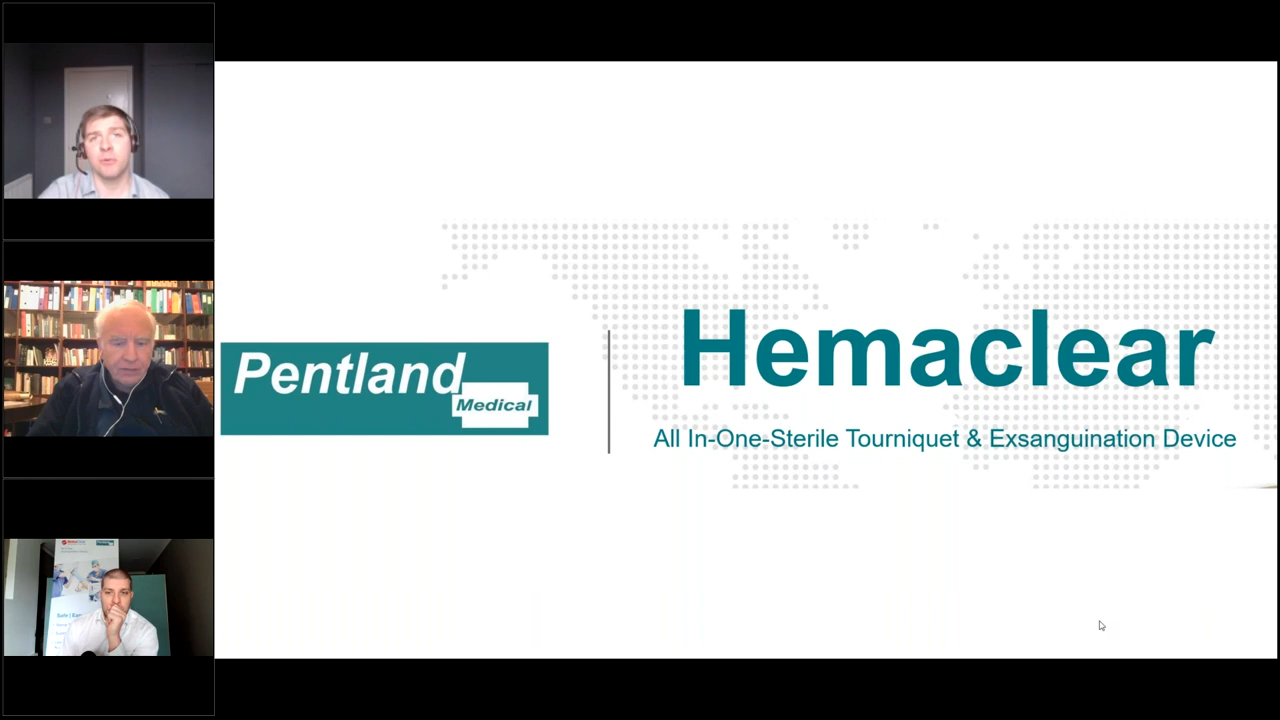 Pentland
Medical
Hemaclear
All In-One-Sterile Tourniquet & Exsanguination Device